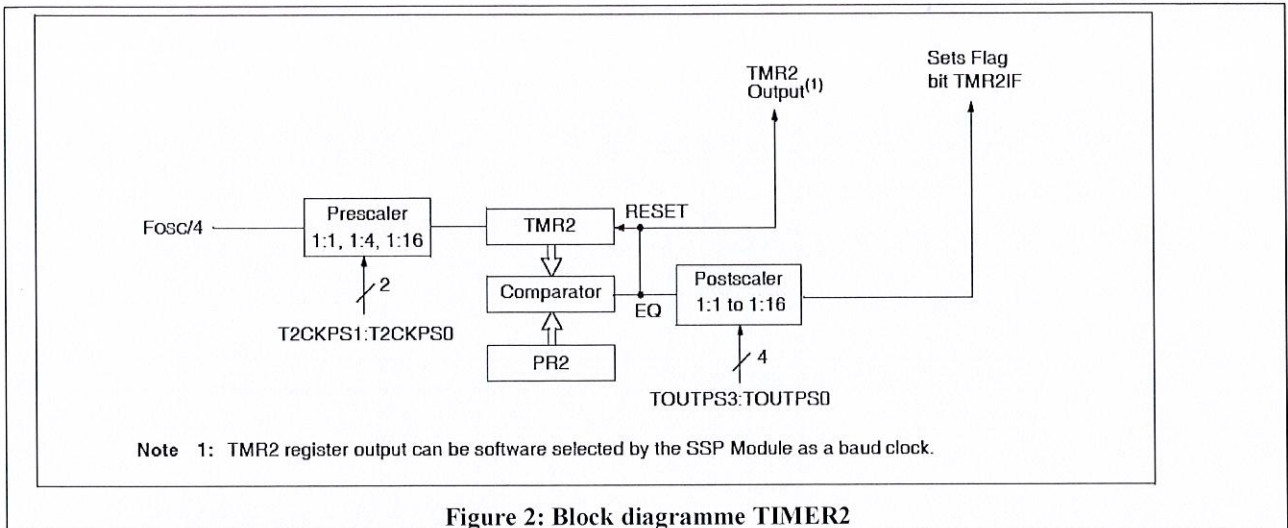 Sets Flag
bit TMR2IF
TMR2
Output(1)
Fosc/4
Prescaler
1:1, 1:4, 1:16
2
T2CKPS1:T2CKPS0
TMR2
RESET
Comparator
EQ
PR2
Postscaler
1:1 to 1:16
4
TOUTPS3:TOUTPS0
Note 1: TMR2 register output can be software selected by the SSP Module as a baud clock.
Figure 2: Block diagramme TIMER2